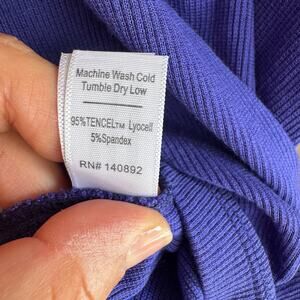 Machine Wash Cold
Tumble Dry Low
95%TENCEL™ Lyocell
5%Spandex
RN# 140892